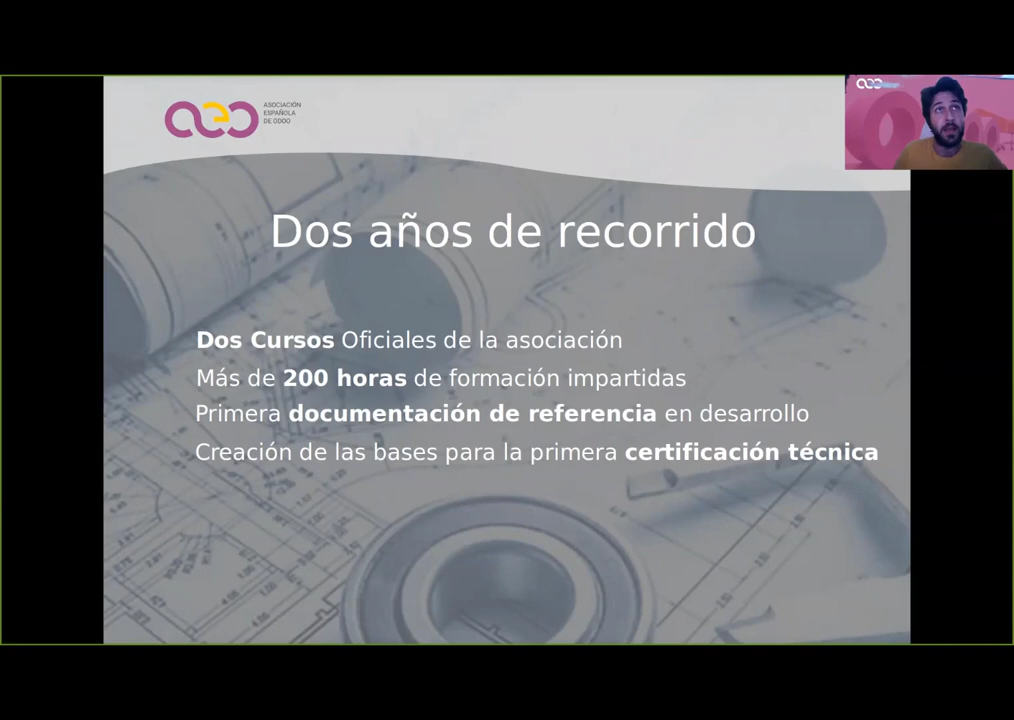 aeo
ASOCIACIÓN
ESPAÑOLA
DE ODOO
aeo
Dos años de recorrido
Dos Cursos Oficiales de la asociación
Más de 200 horas de formación impartidas
Primera documentación de referencia en desarrollo
Creación de las bases para la primera certificación técnica